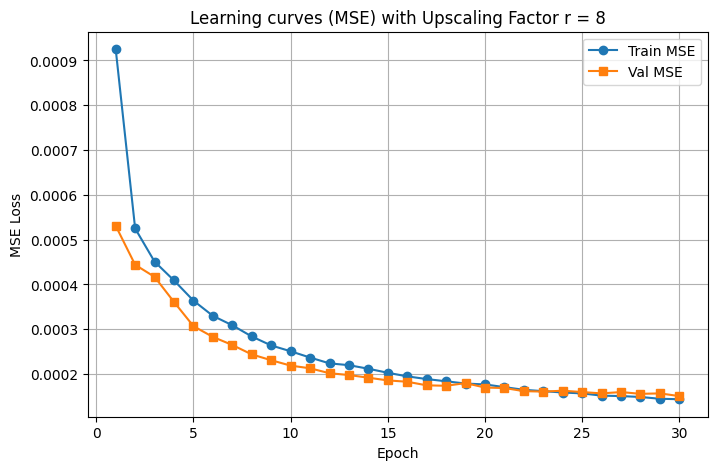 Learning curves (MSE) with Upscaling Factor r = 8
Train MSE
Val MSE
MSE Loss
0.0009
0.0008
0.0007
0.0006
0.0005
0.0004
0.0003
0.0002
0 5 10 15 20 25 30
Epoch